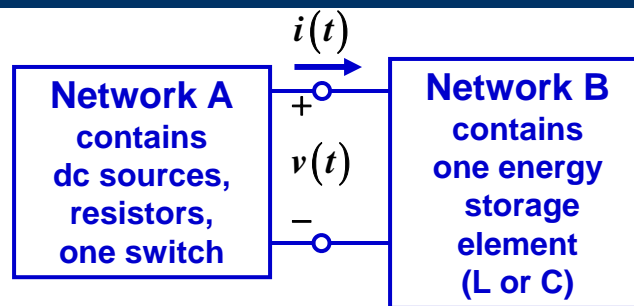 i(t)
Network A
contains
dc sources,
resistors,
one switch
+
v(t)
–
Network B
contains
one energy
storage
element
(L or C)